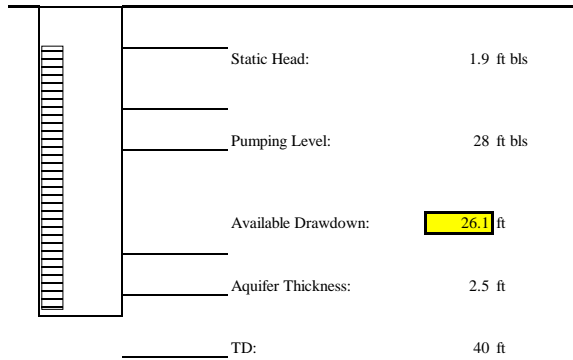 Static Head: 1.9 ft bls
Pumping Level: 28 ft bls
Available Drawdown: 26.1 ft
Aquifer Thickness: 2.5 ft
TD: 40 ft